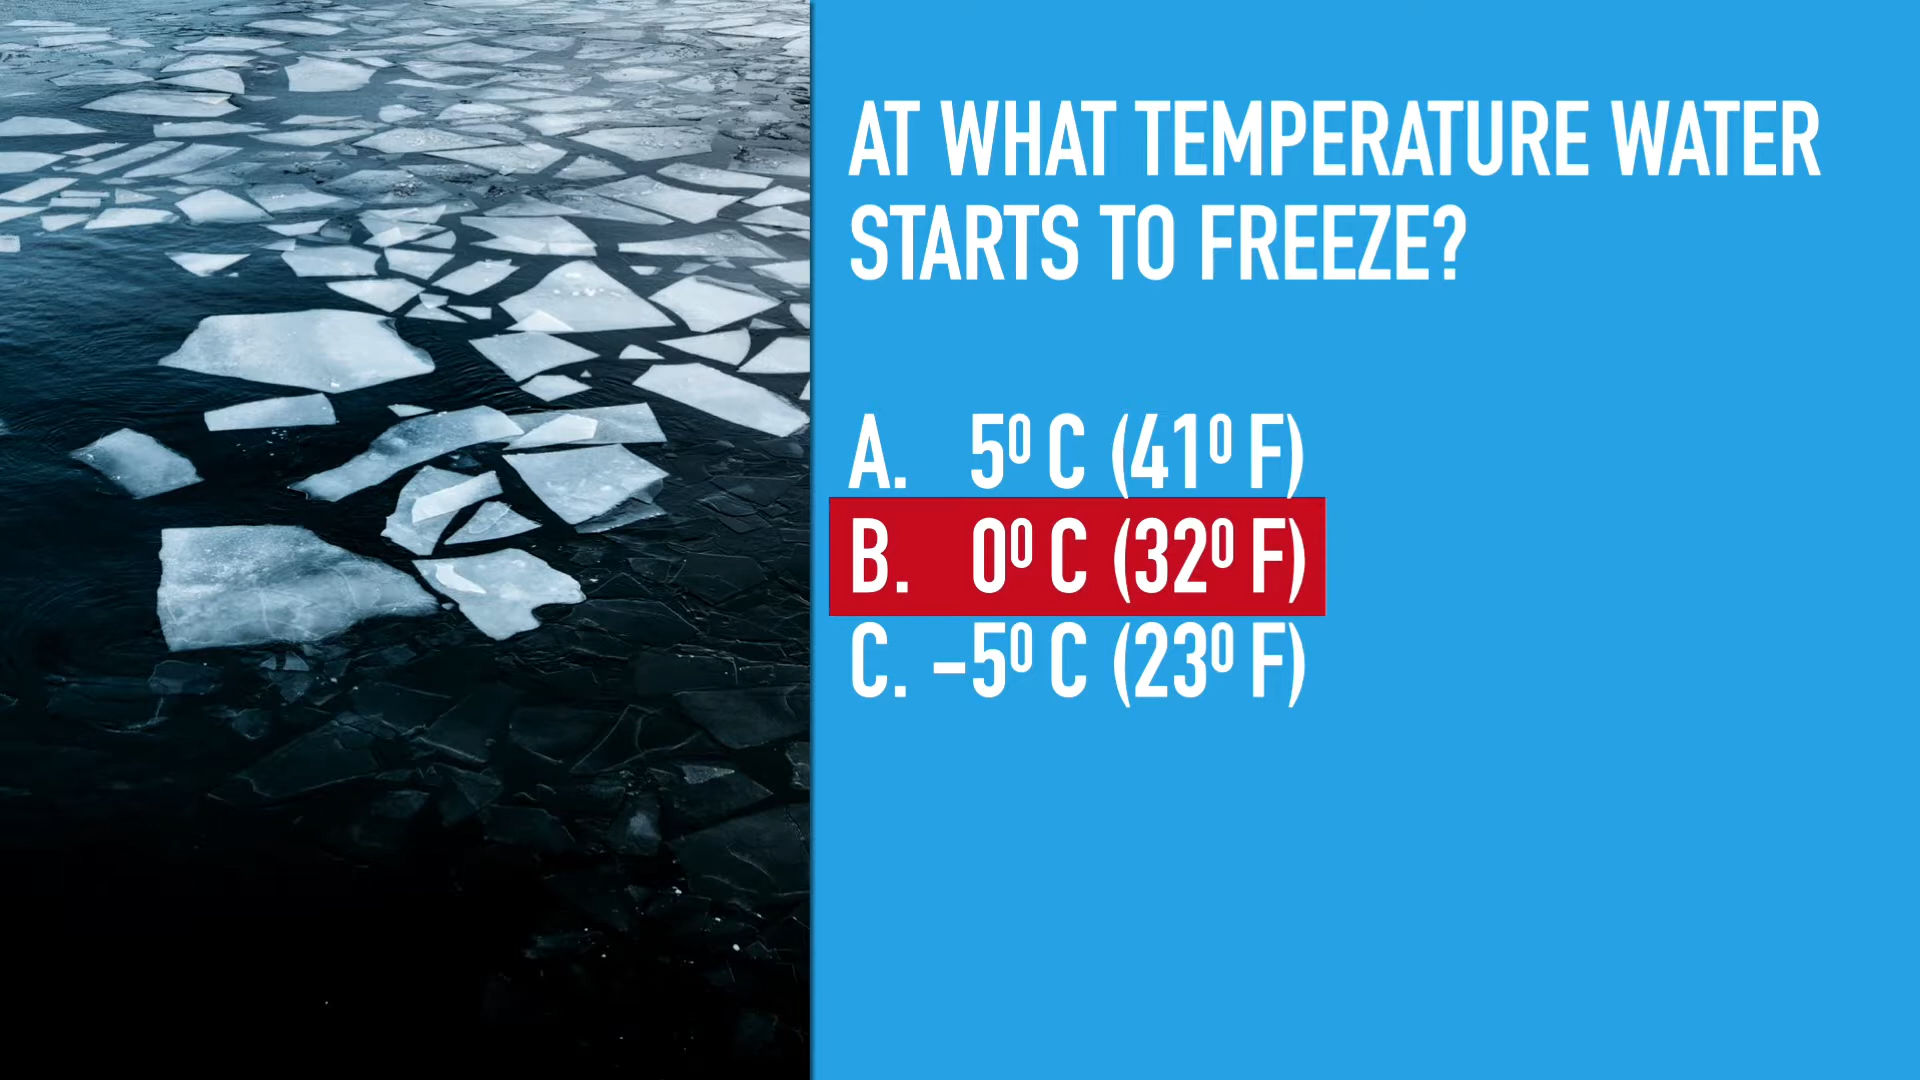 AT WHAT TEMPERATURE WATER
STARTS TO FREEZE?
A. 5⁰ C (41⁰ F)
B. 0⁰ C (32⁰ F)
C. –5⁰ C (23⁰ F)